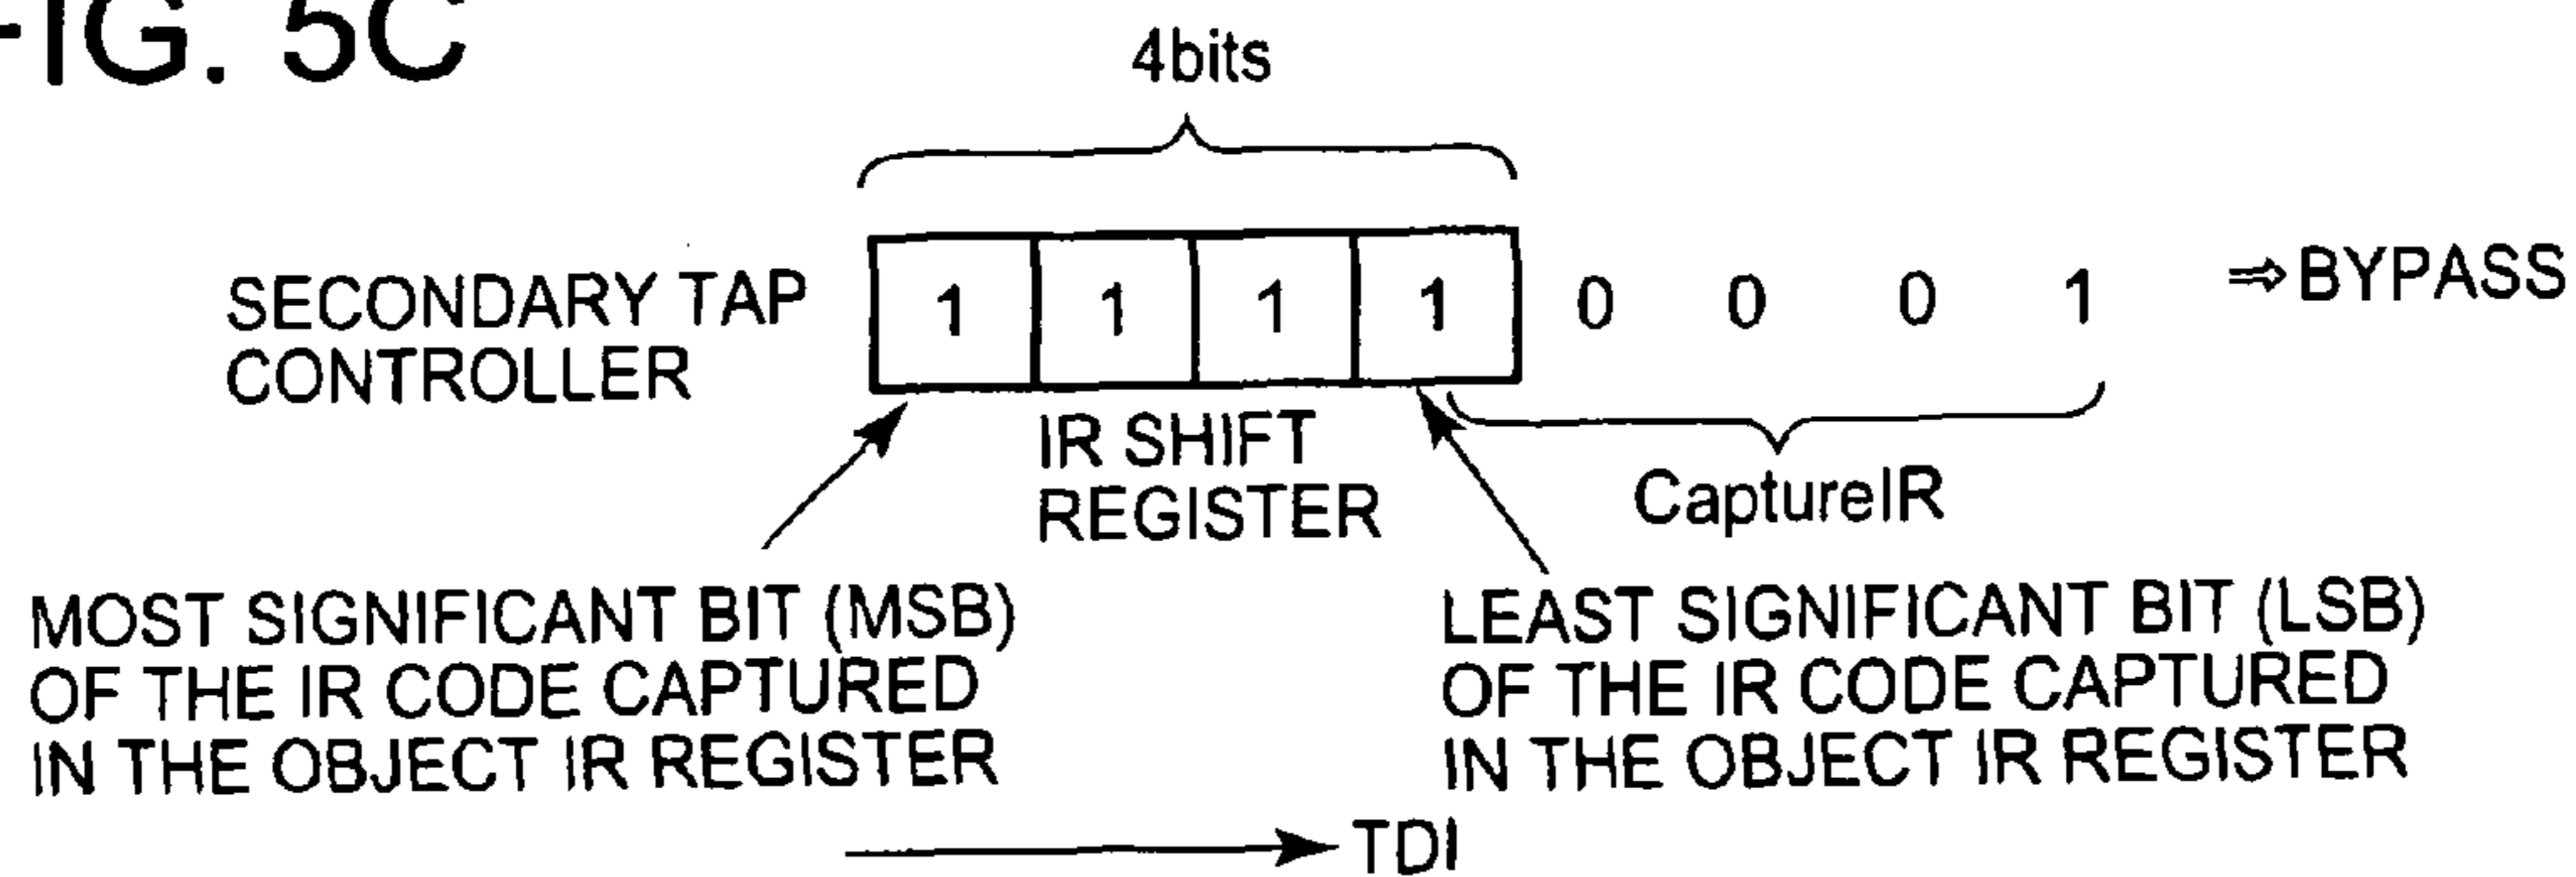 FIG. 5C
4bits
SECONDARY TAP
CONTROLLER
1 1 1 1 0 0 0 1 ⇒BYPASS
IR SHIFT
REGISTER
CaptureIR
MOST SIGNIFICANT BIT (MSB)
OF THE IR CODE CAPTURED
IN THE OBJECT IR REGISTER
LEAST SIGNIFICANT BIT (LSB)
OF THE IR CODE CAPTURED
IN THE OBJECT IR REGISTER
TDI